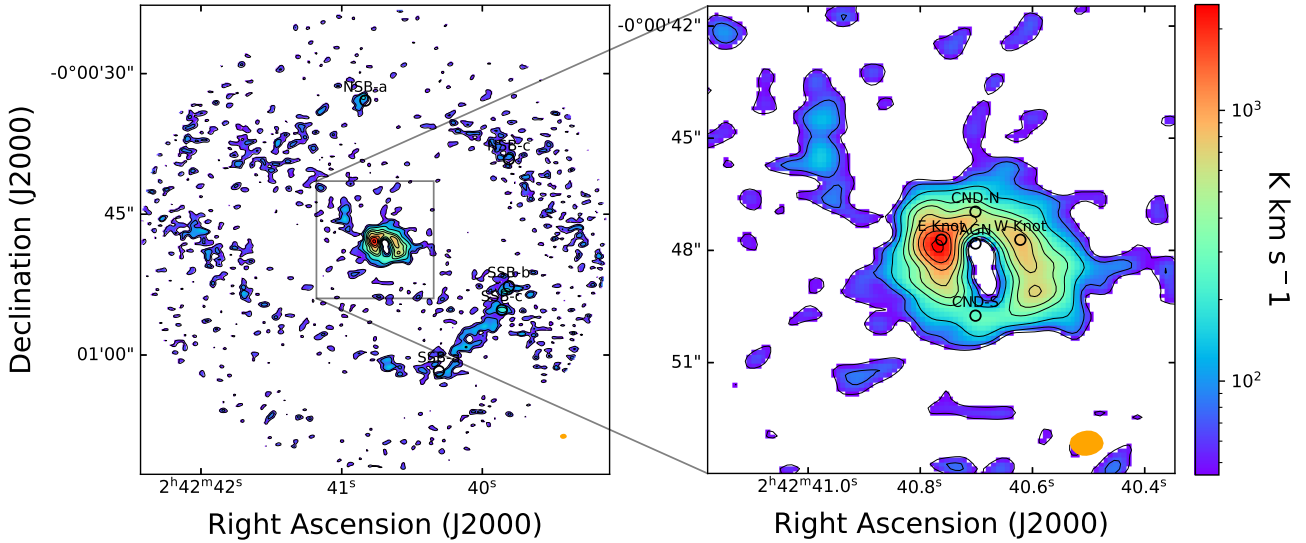 Declination (J2000)
-0°00'30"
45"
01'00"
NSB-a
NSB-c
SSB-b
SSB-c
2ʰ42ᵐ42ˢ
41ˢ
40ˢ
Right Ascension (J2000)
-0°00'42"
45"
48"
51"
CND-N
E Knot
AGN
W Knot
CND-S
2ʰ42ᵐ41.0ˢ
40.8ˢ
40.6ˢ
40.4ˢ
Right Ascension (J2000)
10³
10²
K km s⁻1